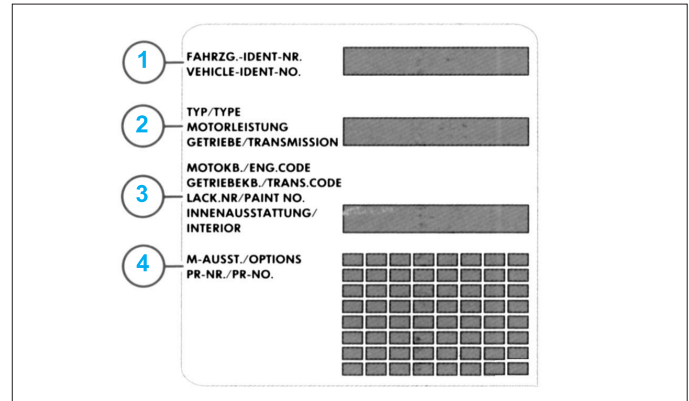 1
FAHRZG.-IDENT-NR.
VEHICLE-IDENT-NO.
2
TYP/TYPE
MOTORLEISTUNG
GETRIEBE/TRANSMISSION
3
MOTOKB./ENG.CODE
GETRIEBEKB./TRANS.CODE
LACK.NR/PAINT NO.
INNENAUSSTATTUNG/
INTERIOR
4
M-AUSST./OPTIONS
PR-NR./PR-NO.